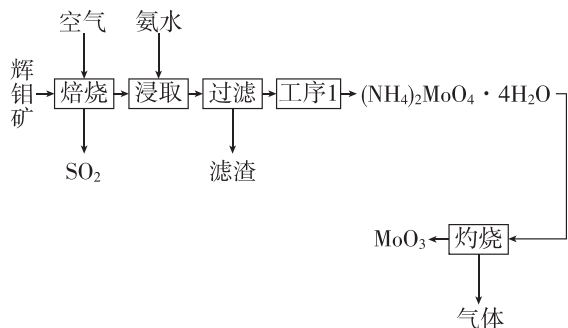 空气
氨水
辉钼矿
焙烧
浸取
过滤
工序1
(NH₄)₂MoO₄·4H₂O
SO₂
滤渣
MoO₃
灼烧
气体